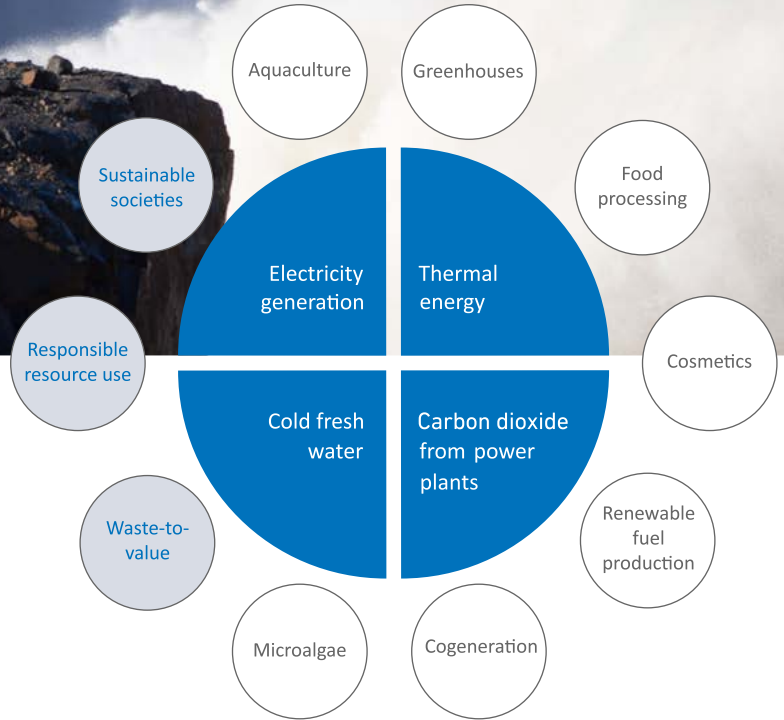 Aquaculture
Greenhouses
Sustainable
societies
Food
processing
Electricity
generation
Thermal
energy
Responsible
resource use
Cosmetics
Cold fresh
water
Carbon dioxide
from power
plants
Waste-to-
value
Renewable
fuel
production
Microalgae
Cogeneration